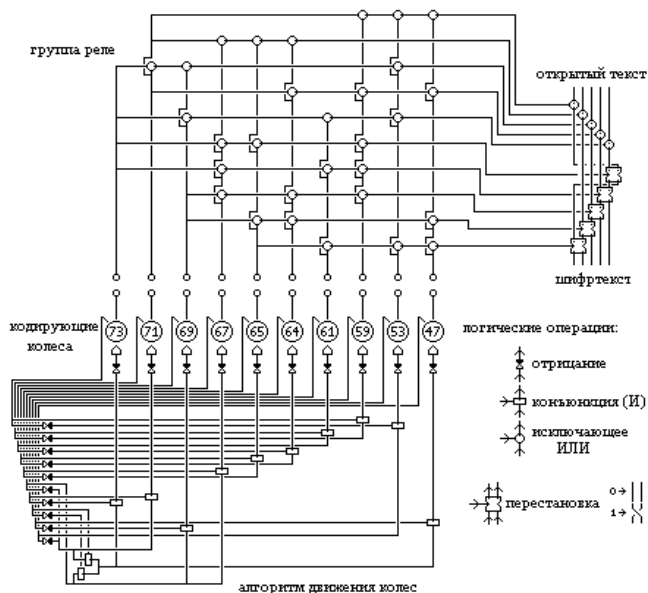 группа реле
открытый текст
шифртекст
кодирующие
колеса
73 71 69 67 65 64 61 59 53 47
логические операции:
отрицание
конъюнкция (И)
исключающее
ИЛИ
перестановка
0
1
алгоритм движения колес